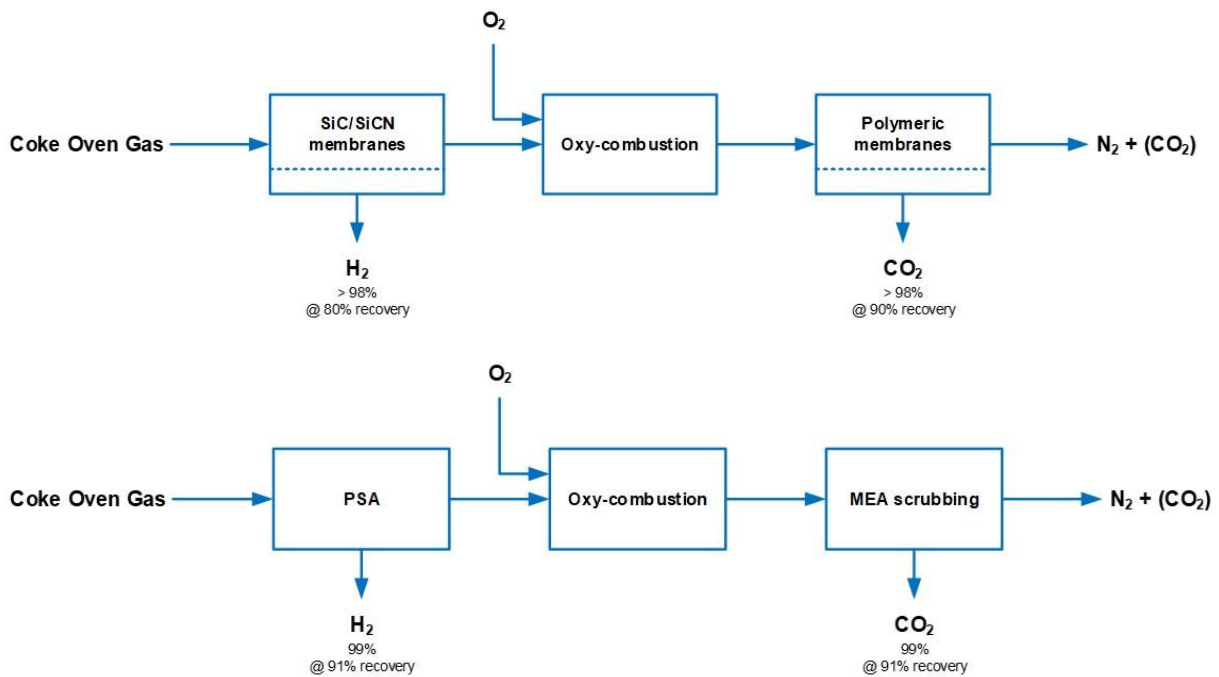 O₂
Coke Oven Gas
SiC/SiCN
membranes
Oxy-combustion
Polymeric
membranes
N₂ + (CO₂)
H₂
> 98%
@ 80% recovery
CO₂
> 98%
@ 90% recovery
O₂
Coke Oven Gas
PSA
Oxy-combustion
MEA scrubbing
N₂ + (CO₂)
H₂
99%
@ 91% recovery
CO₂
99%
@ 91% recovery